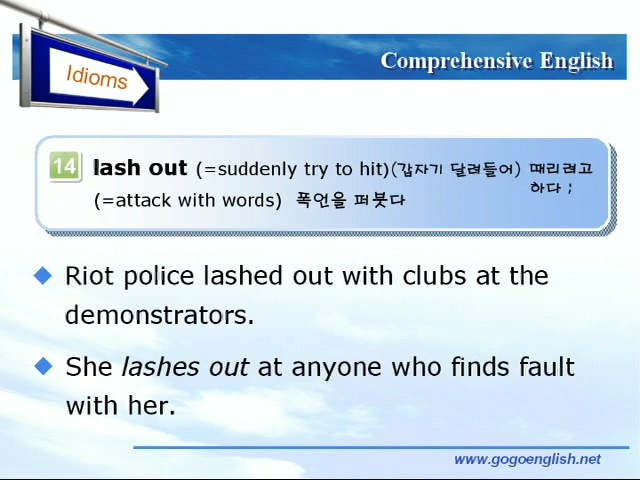 Idioms
Comprehensive English
14 lash out (=suddenly try to hit)(갑자기 달려들어) 때리려고
하다;
(=attack with words) 폭언을 퍼붓다
Riot police lashed out with clubs at the
demonstrators.
She lashes out at anyone who finds fault
with her.
www.gogoenglish.net